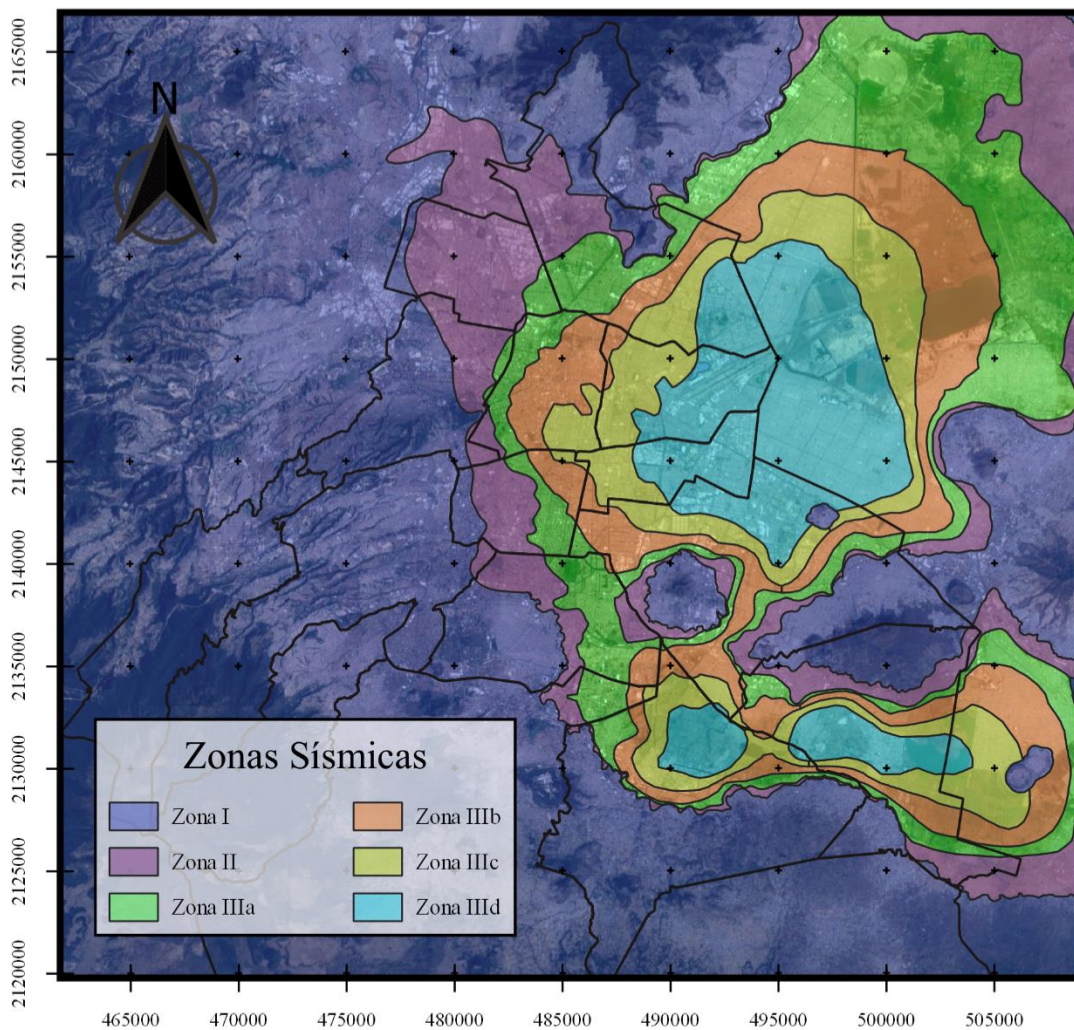 N
2165000
2160000
2155000
2150000
2145000
2140000
2135000
2130000
2125000
2120000
Zonas Sísmicas
Zona I
Zona II
Zona IIIa
Zona IIIb
Zona IIIc
Zona IIId
465000 470000 475000 480000 485000 490000 495000 500000 505000